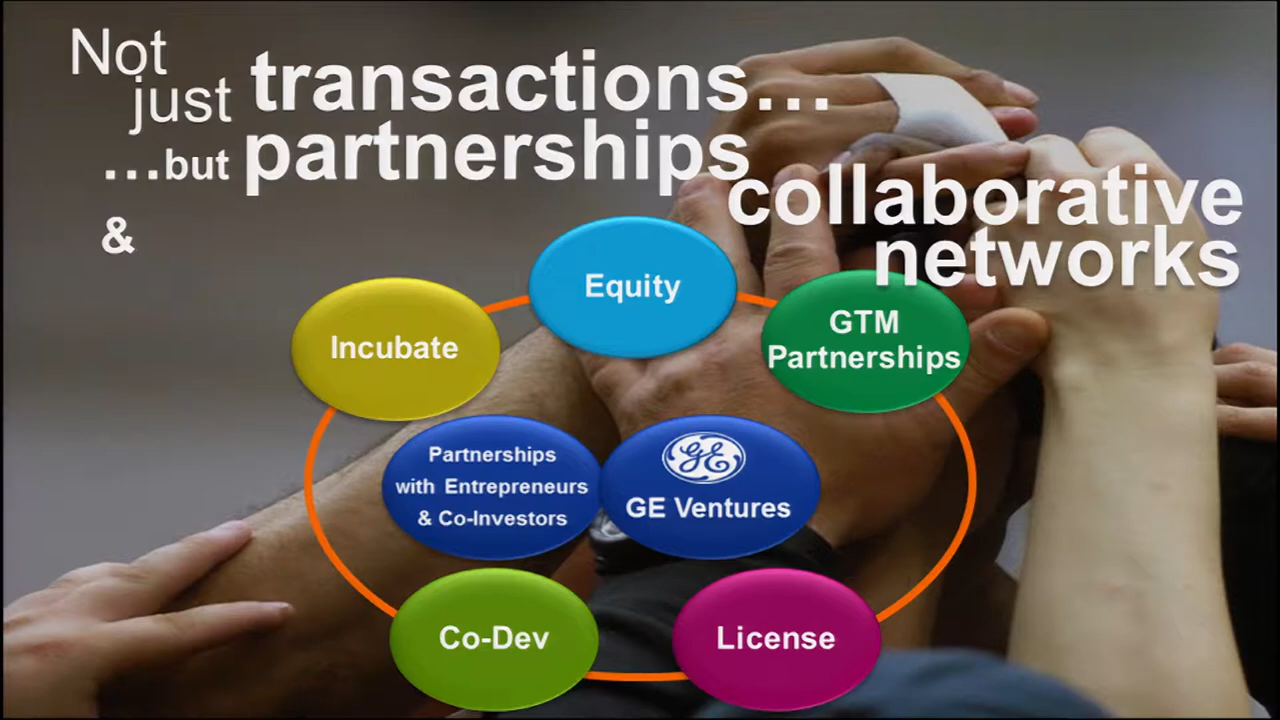 Not
just transactions...
...but partnerships
& collaborative
networks
Equity
Incubate
GTM
Partnerships
Partnerships
with Entrepreneurs
& Co-Investors
GE
GE Ventures
Co-Dev
License